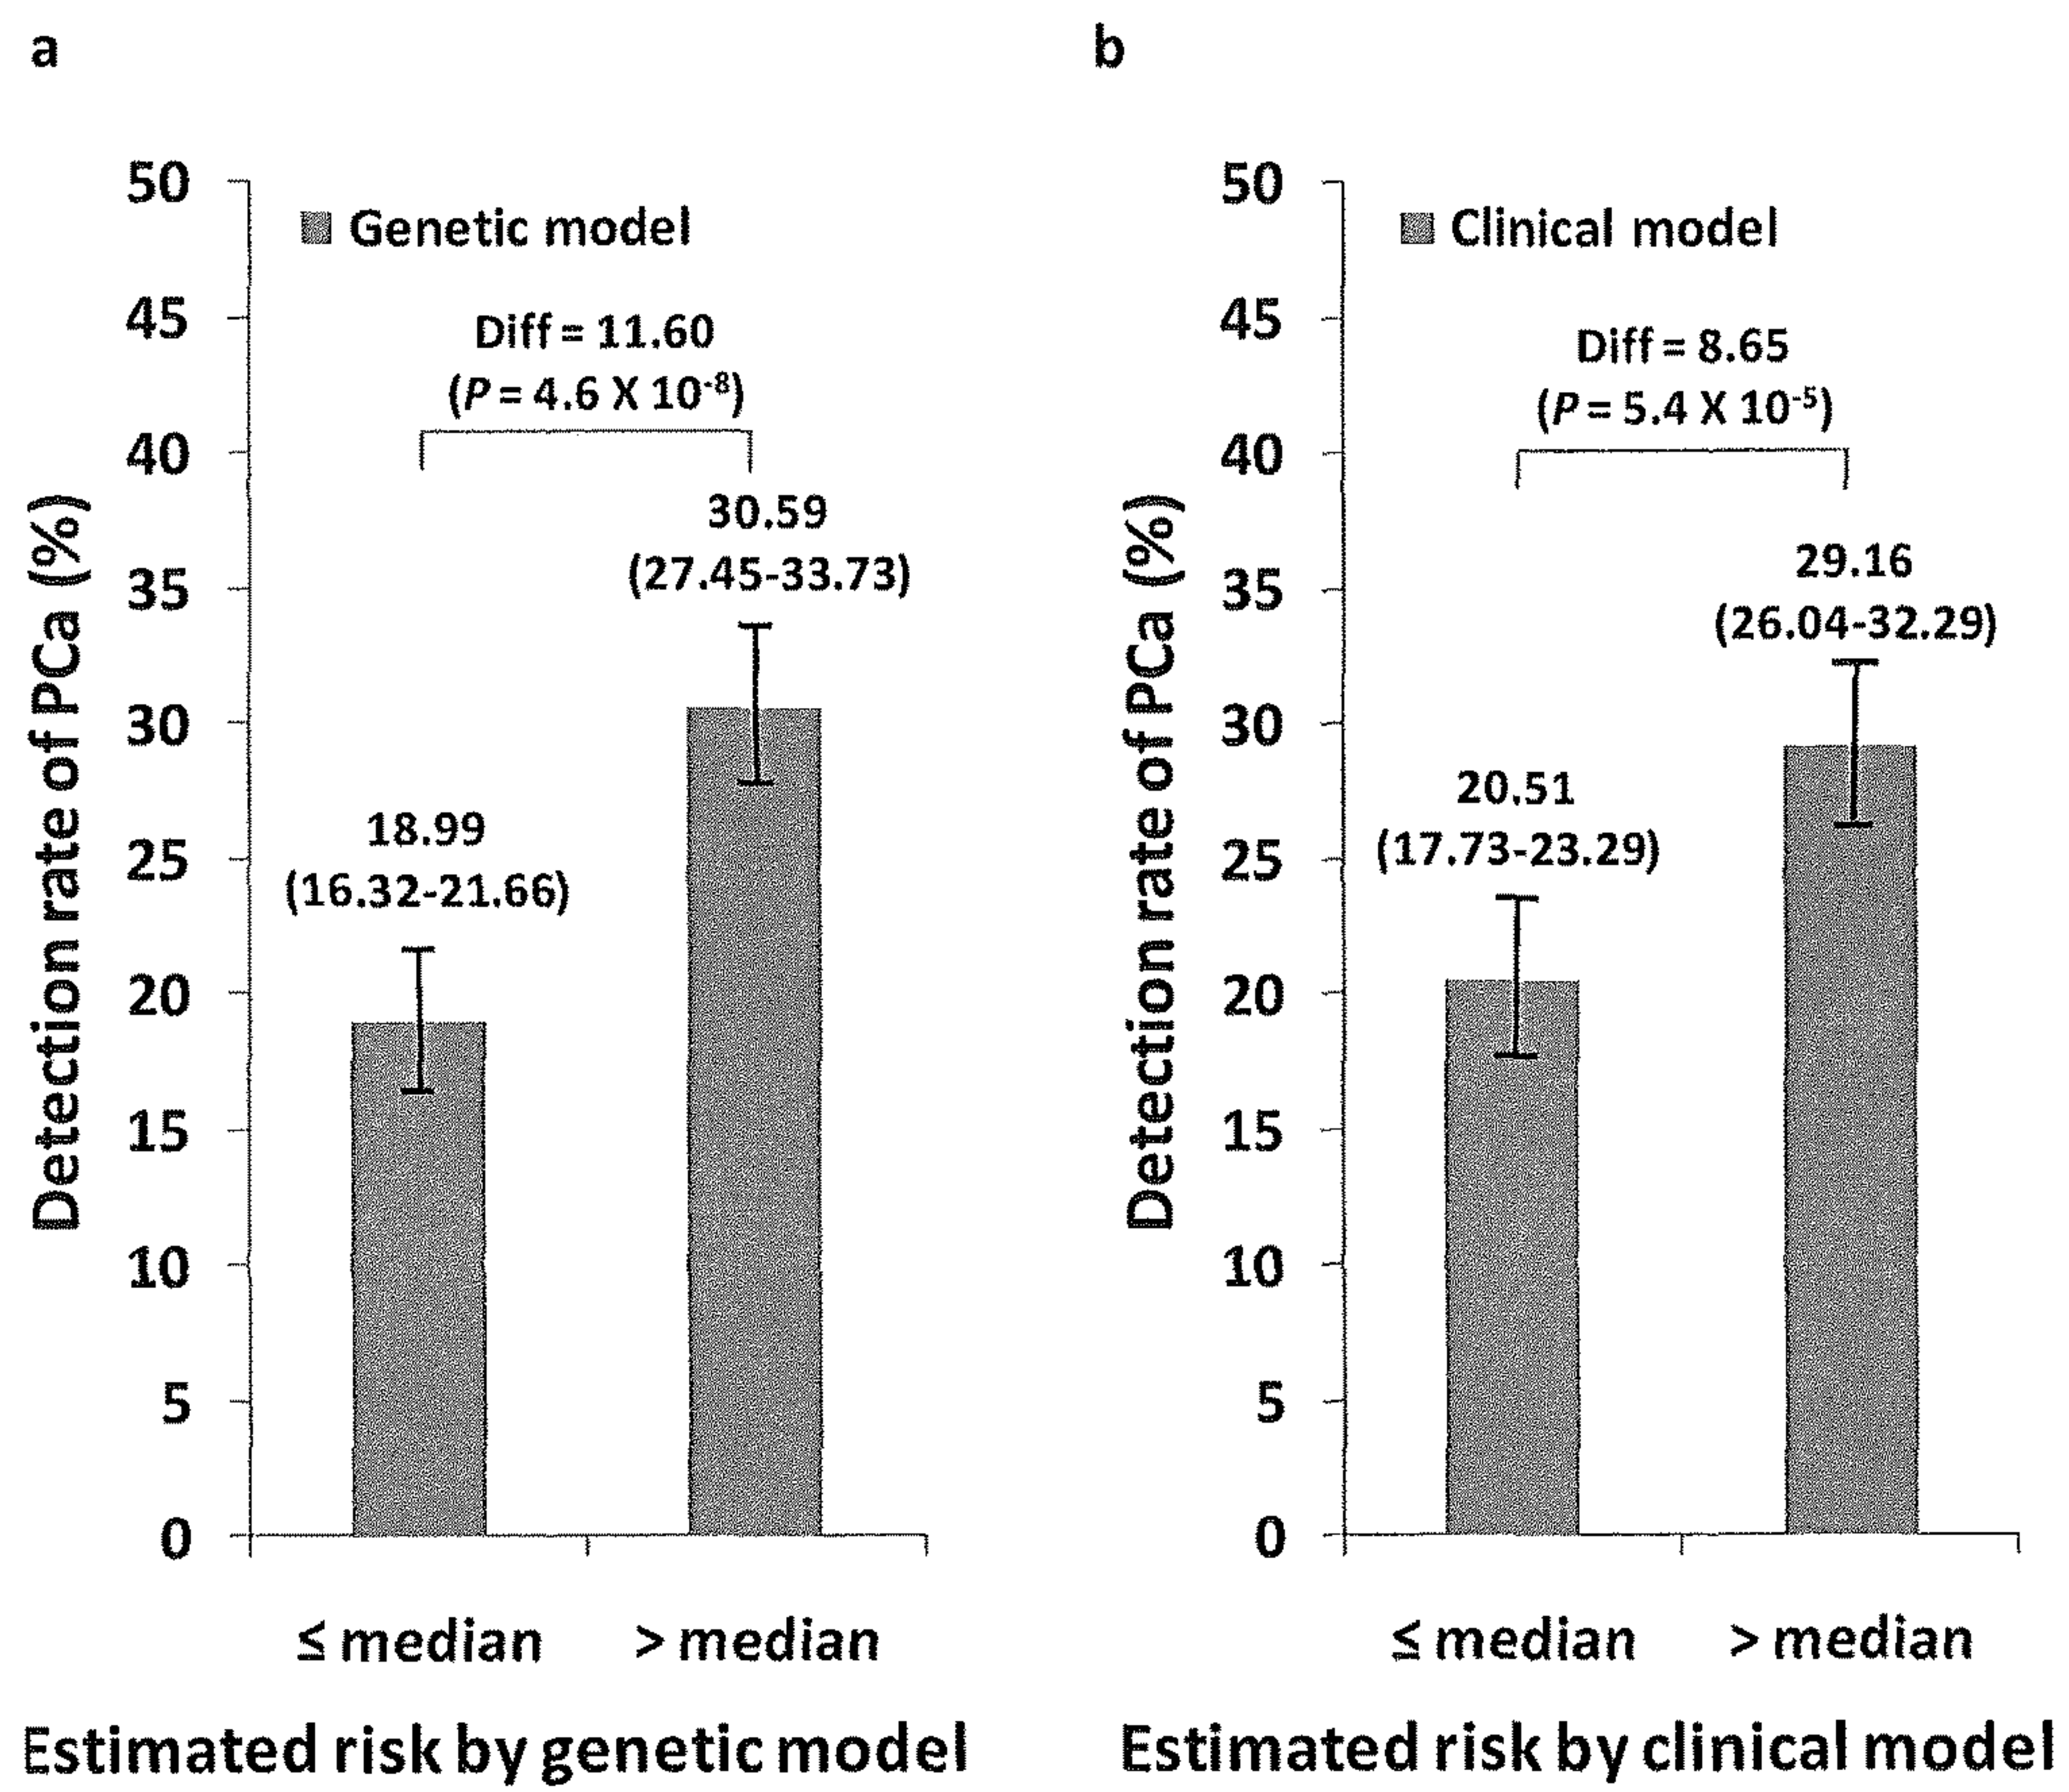 a
50
45
40
35
30
25
20
15
10
5
0
Detection rate of PCa (%)
Genetic model
Diff = 11.60
(P = 4.6 X 10⁻⁸)
30.59
(27.45-33.73)
18.99
(16.32-21.66)
≤ median
> median
Estimated risk by genetic model
b
50
45
40
35
30
25
20
15
10
5
0
Detection rate of PCa (%)
Clinical model
Diff = 8.65
(P = 5.4 X 10⁻⁵)
29.16
(26.04-32.29)
20.51
(17.73-23.29)
≤ median
> median
Estimated risk by clinical model